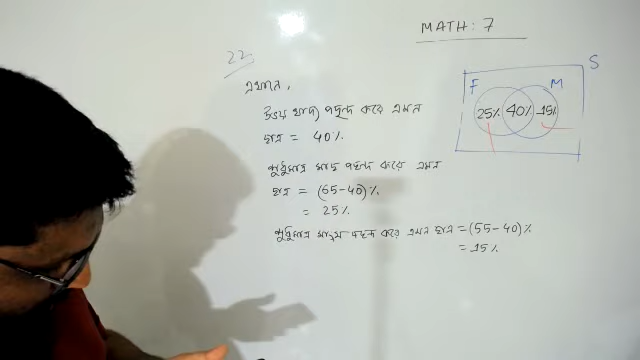 MATH: 7
22.
এখানে,
উভয় খাদ্য পছন্দ করে এমন
ছাত্র = 40%.
শুধুমাত্র মাছ পছন্দ করে এমন
ছাত্র = (65-40)%.
= 25%.
শুধুমাত্র মাংস পছন্দ করে এমন ছাত্র = (55-40)%
= 15%
F
M
S
25%
40%
15%